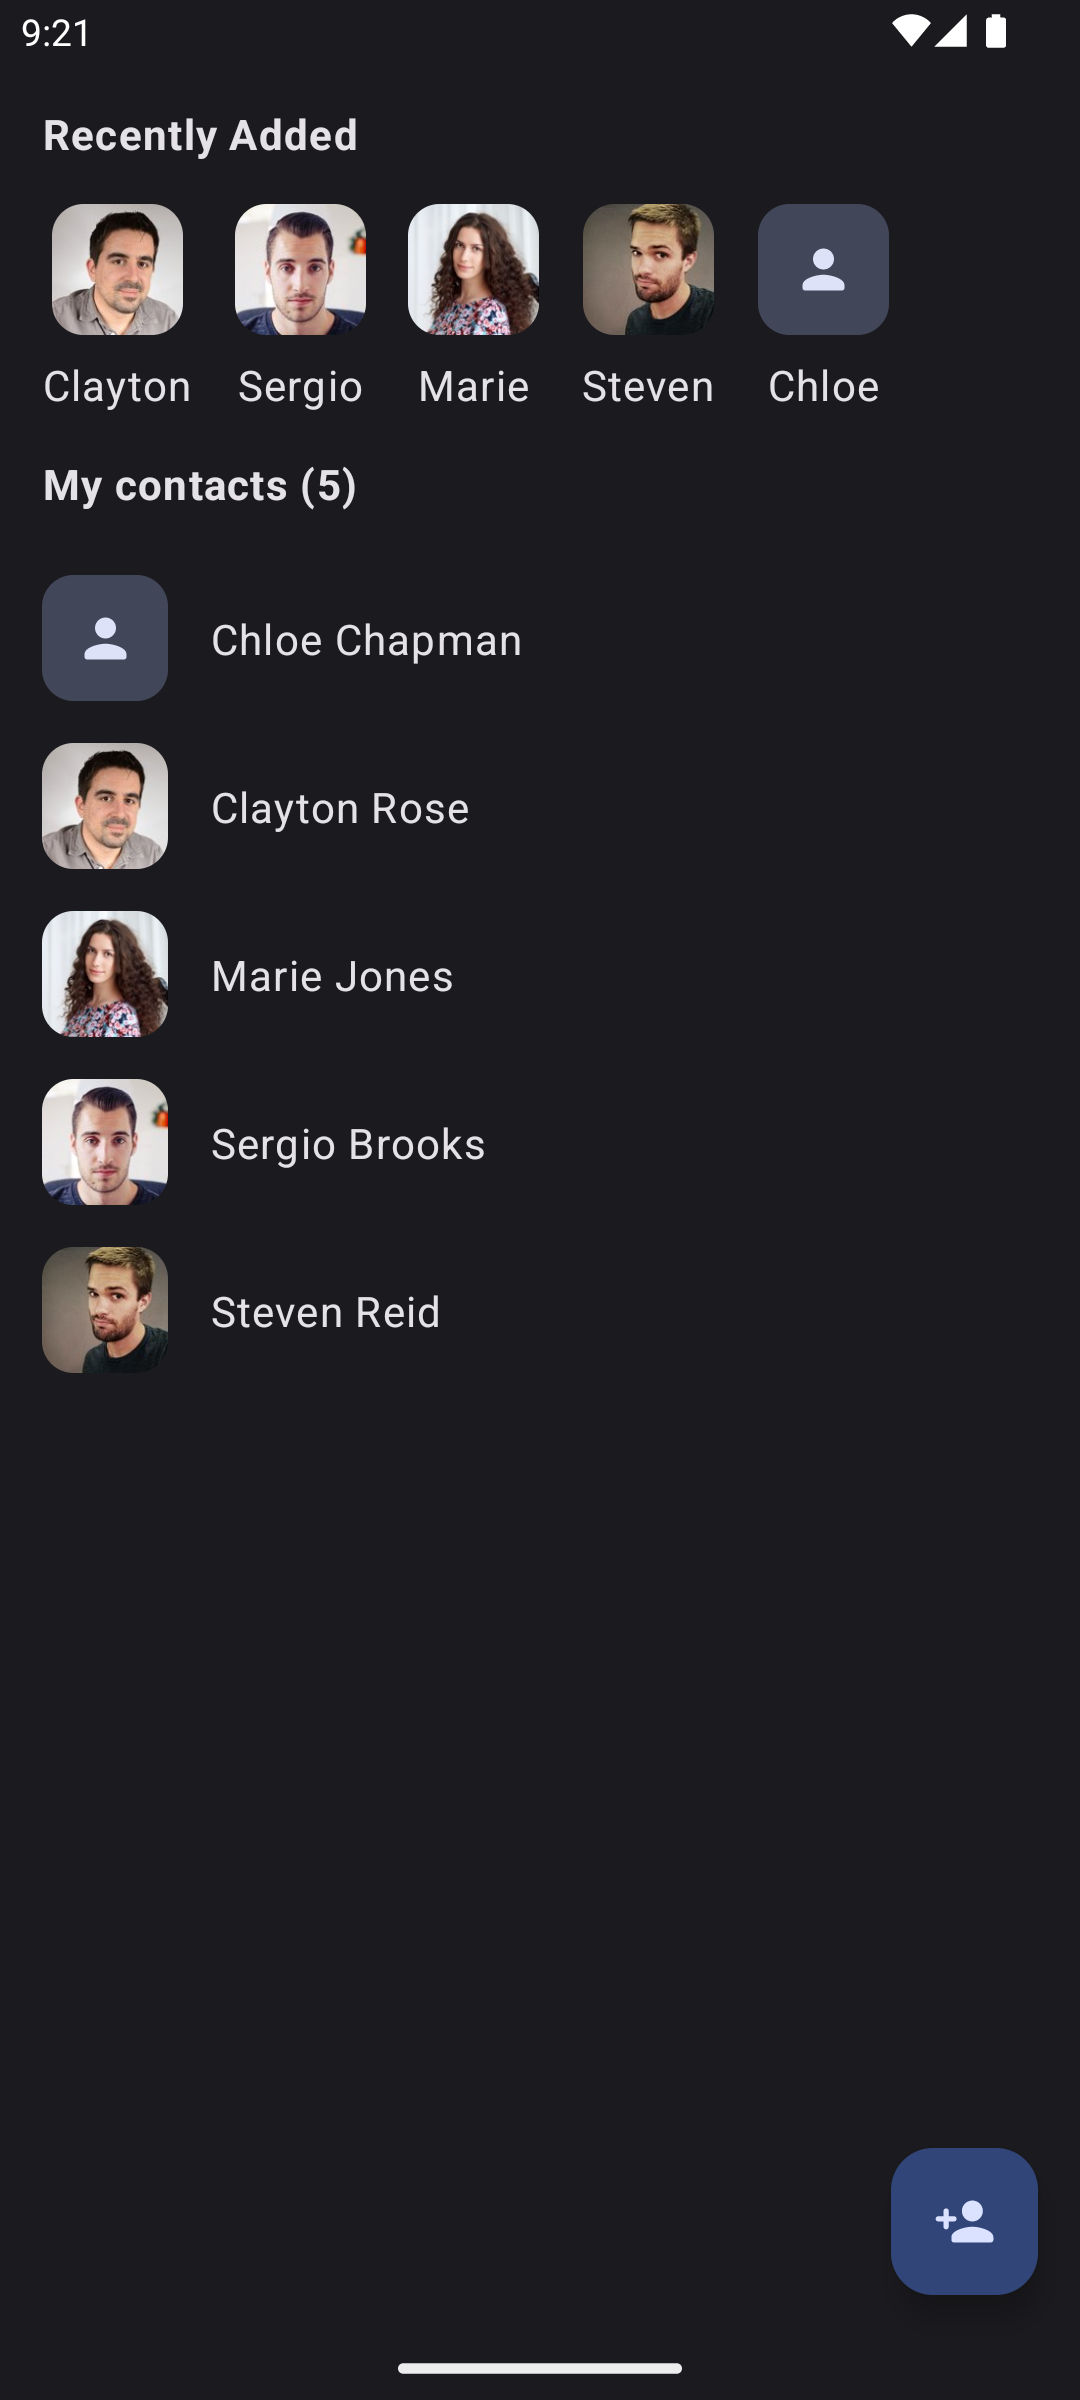 9:21
Recently Added
Clayton Sergio Marie Steven Chloe
My contacts (5)
Chloe Chapman
Clayton Rose
Marie Jones
Sergio Brooks
Steven Reid